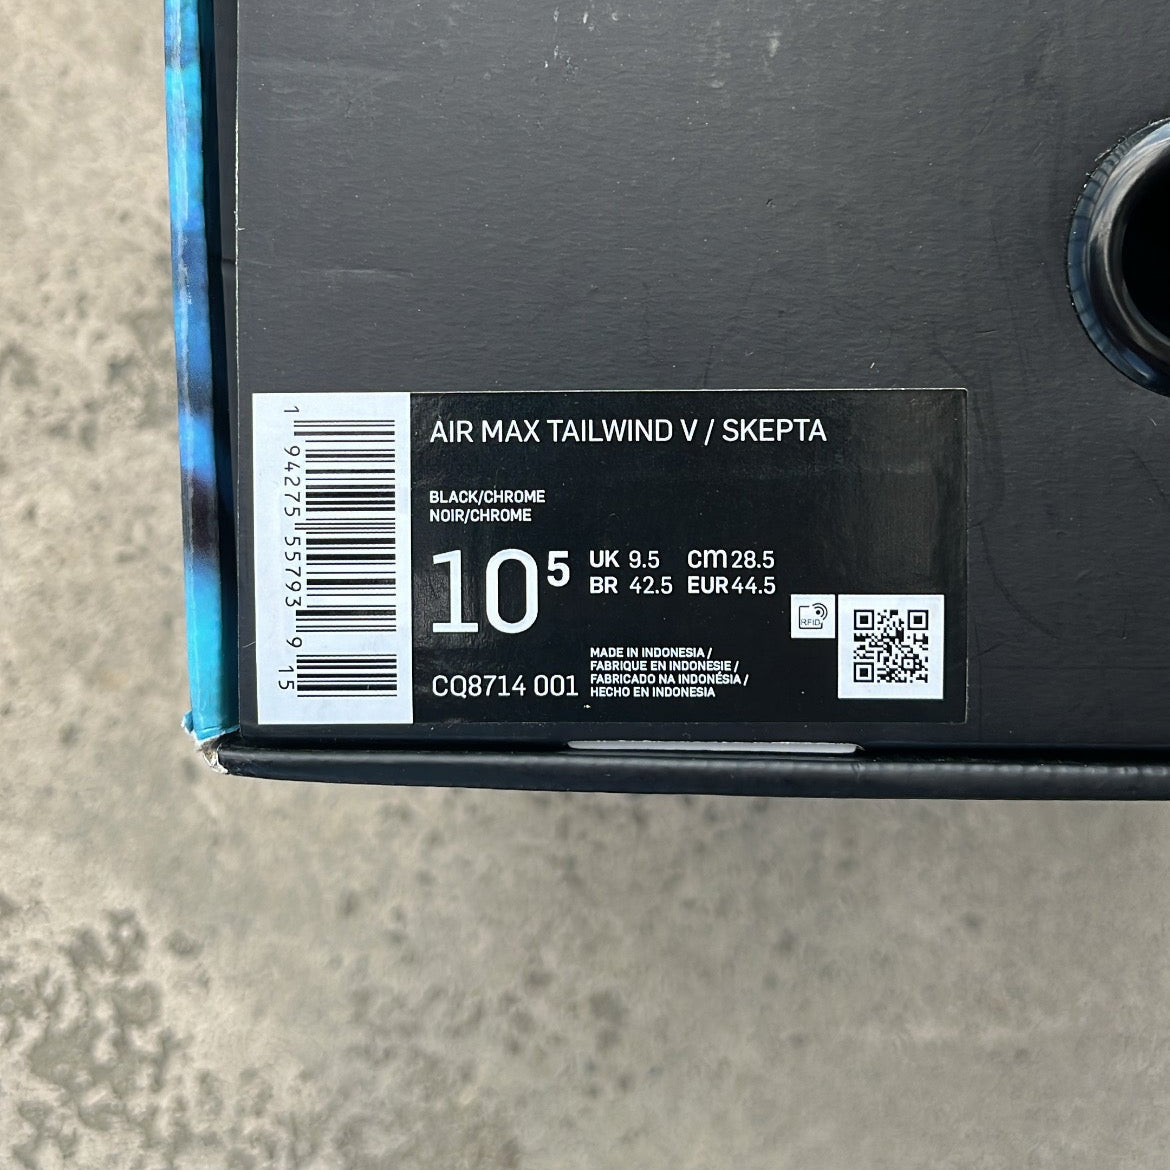 AIR MAX TAILWIND V / SKEPTA
BLACK/CHROME
NOIR/CHROME
10⁵
UK 9.5 cm 28.5
BR 42.5 EUR 44.5
CQ8714 001
MADE IN INDONESIA /
FABRIQUE EN INDONESIE /
FABRICADO NA INDONÉSIA /
HECHO EN INDONESIA
RFID
1 94275 55793 9 15